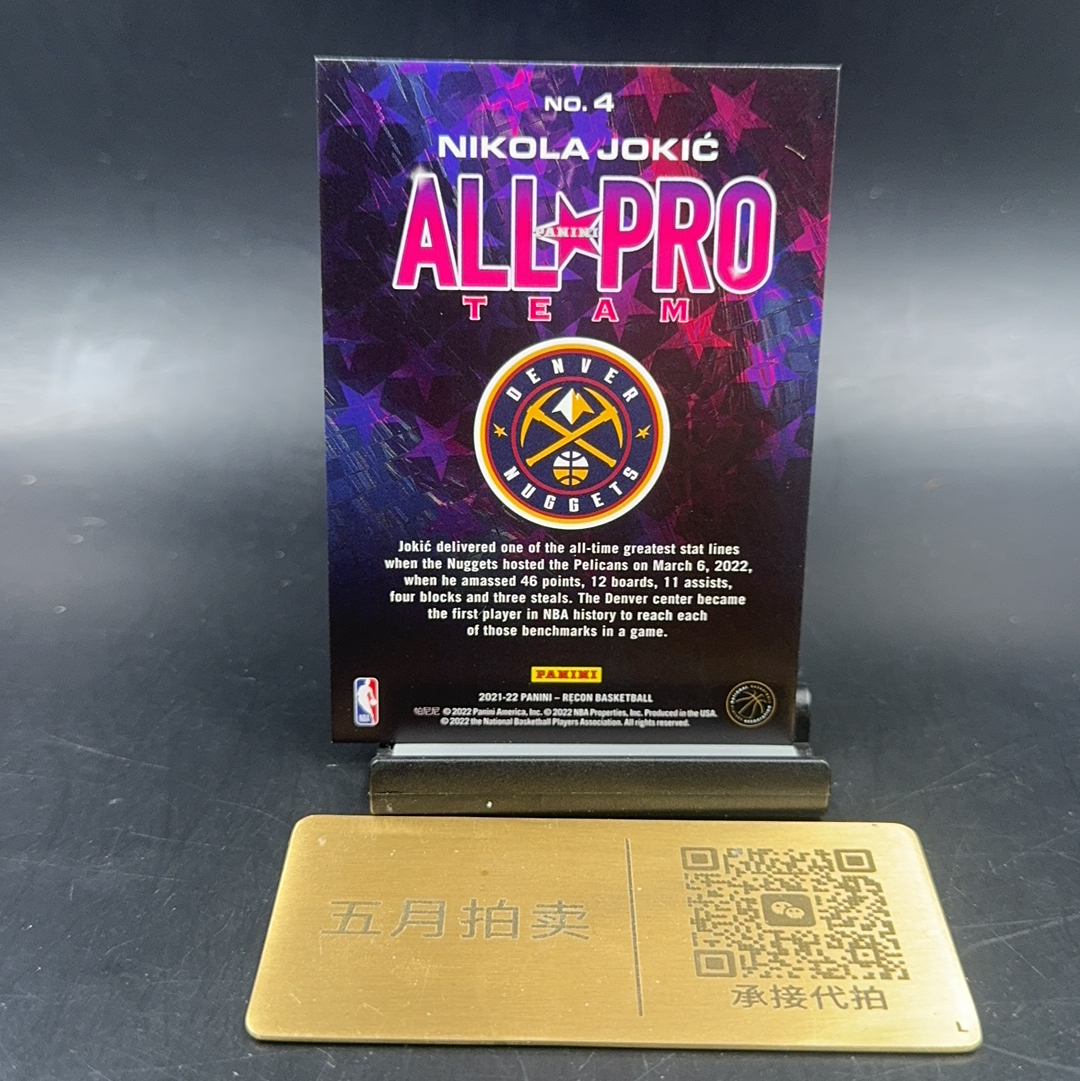 NO. 4
NIKOLA JOKIĆ
ALL PANINI PRO
TEAM
DENVER
NUGGETS
Jokić delivered one of the all-time greatest stat lines
when the Nuggets hosted the Pelicans on March 6, 2022,
when he amassed 46 points, 12 boards, 11 assists,
four blocks and three steals. The Denver center became
the first player in NBA history to reach each
of those benchmarks in a game.
PANINI
2021-22 PANINI – RECON BASKETBALL
帕尼尼 © 2022 Panini America, Inc. © 2022 NBA Properties, Inc. Produced in the USA.
© 2022 the National Basketball Players Association. All rights reserved.
NBA
五月拍卖
承接代拍